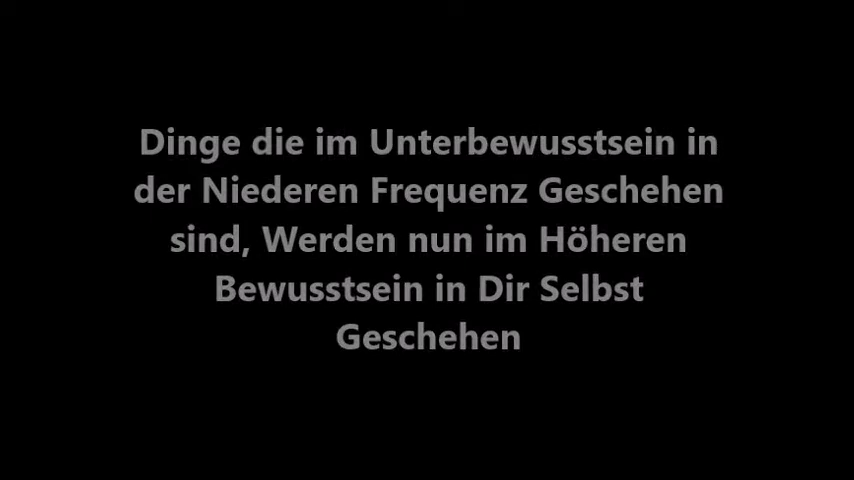 Dinge die im Unterbewusstsein in
der Niederen Frequenz Geschehen
sind, Werden nun im Höheren
Bewusstsein in Dir Selbst
Geschehen